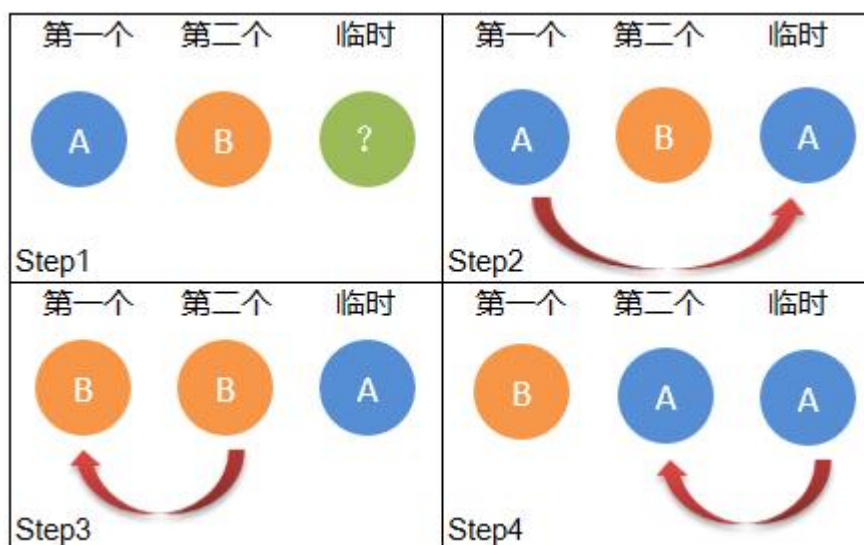 第一个 第二个 临时
A B ?
Step1
第一个 第二个 临时
A B A
Step2
第一个 第二个 临时
B B A
Step3
第一个 第二个 临时
B A A
Step4